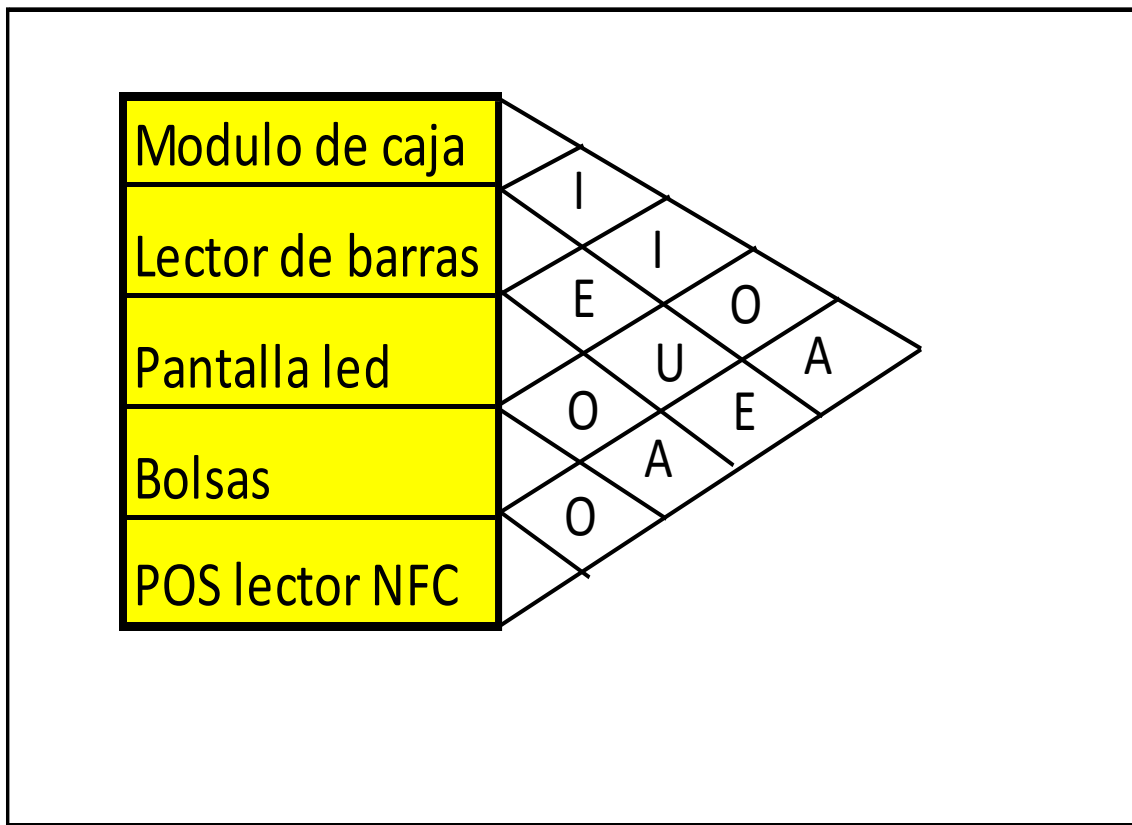 Modulo de caja
I
Lector de barras
I
E
O
Pantalla led
U
A
O
E
Bolsas
A
O
POS lector NFC